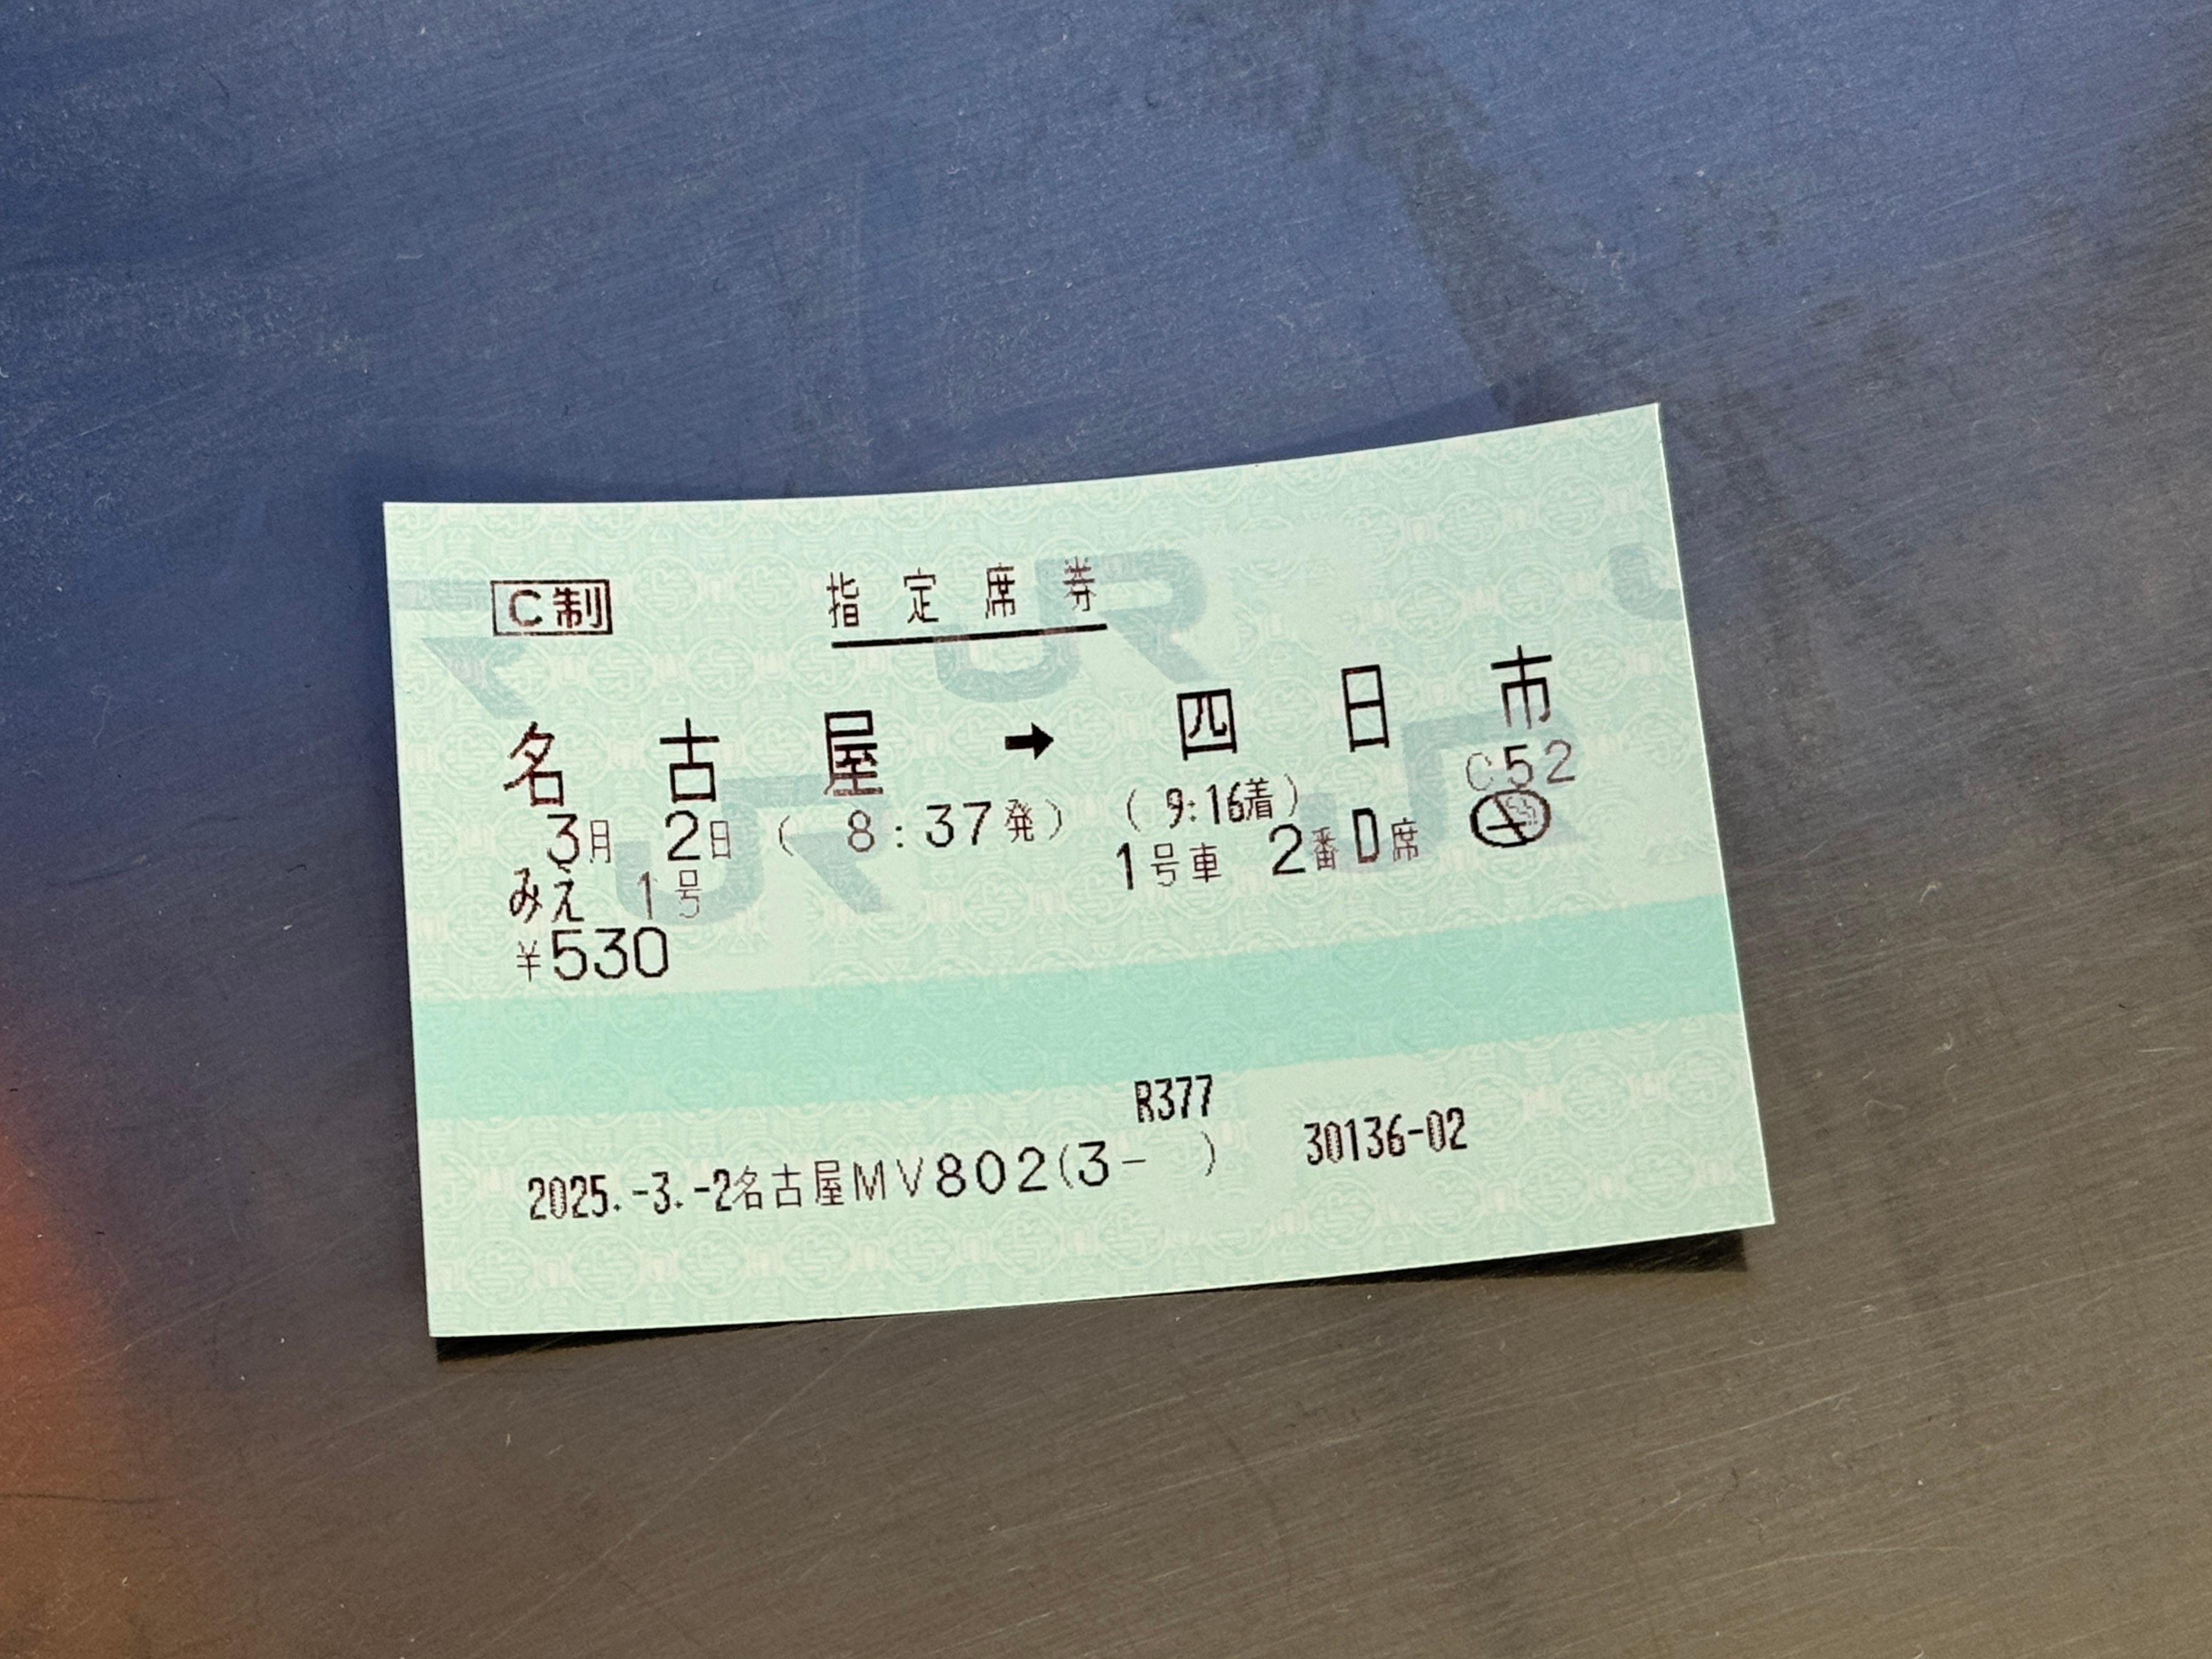 C制 指定席券
名古屋 → 四日市
C52
3月 2日 ( 8:37発) (9:16着)
みえ 1号 1号車 2番D席
¥530
R377
2025.-3.-2名古屋MV802(3- ) 30136-02